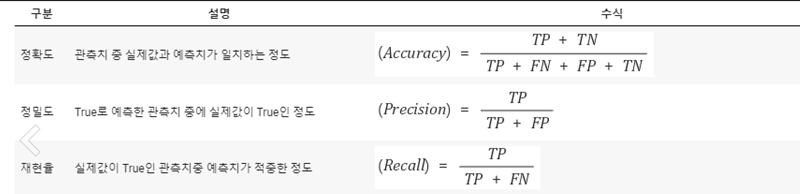 구분 설명 수식
정확도 관측치 중 실제값과 예측치가 일치하는 정도 (Accuracy) = TP + TN / TP + FN + FP + TN
정밀도 True로 예측한 관측치 중에 실제값이 True인 정도 (Precision) = TP / TP + FP
재현율 실제값이 True인 관측치중 예측치가 적중한 정도 (Recall) = TP / TP + FN